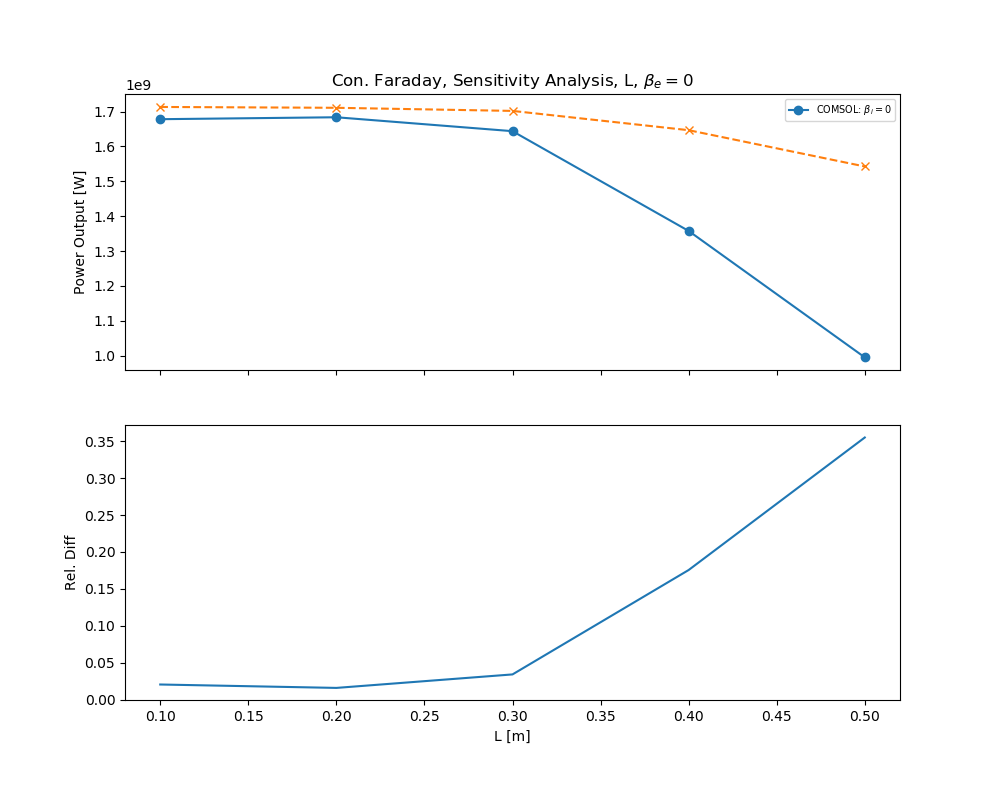 Con. Faraday, Sensitivity Analysis, L, βₑ = 0
1e9
COMSOL: βᵢ = 0
1.7
1.6
1.5
1.4
1.3
1.2
1.1
1.0
Power Output [W]
0.35
0.30
0.25
0.20
0.15
0.10
0.05
0.00
Rel. Diff
0.10 0.15 0.20 0.25 0.30 0.35 0.40 0.45 0.50
L [m]